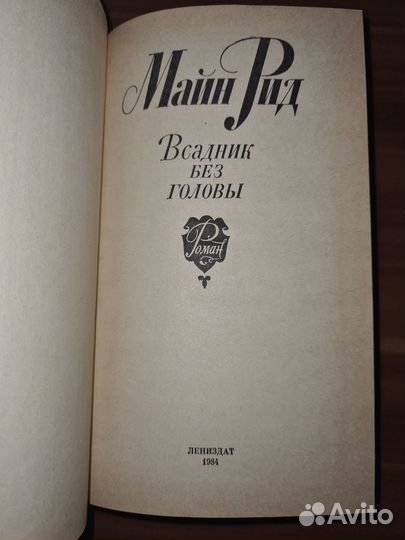 Майн Рид
Всадник
БЕЗ
ГОЛОВЫ
Роман
ЛЕНИЗДАТ
1984
Avito